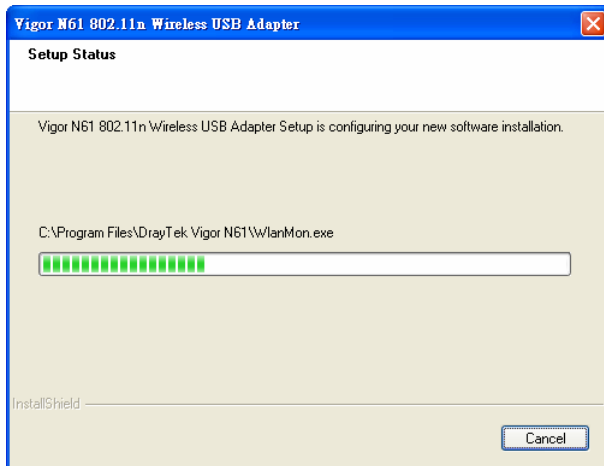 Vigor N61 802.11n Wireless USB Adapter
Setup Status
Vigor N61 802.11n Wireless USB Adapter Setup is configuring your new software installation.
C:\Program Files\DrayTek Vigor N61\WlanMon.exe
InstallShield
Cancel